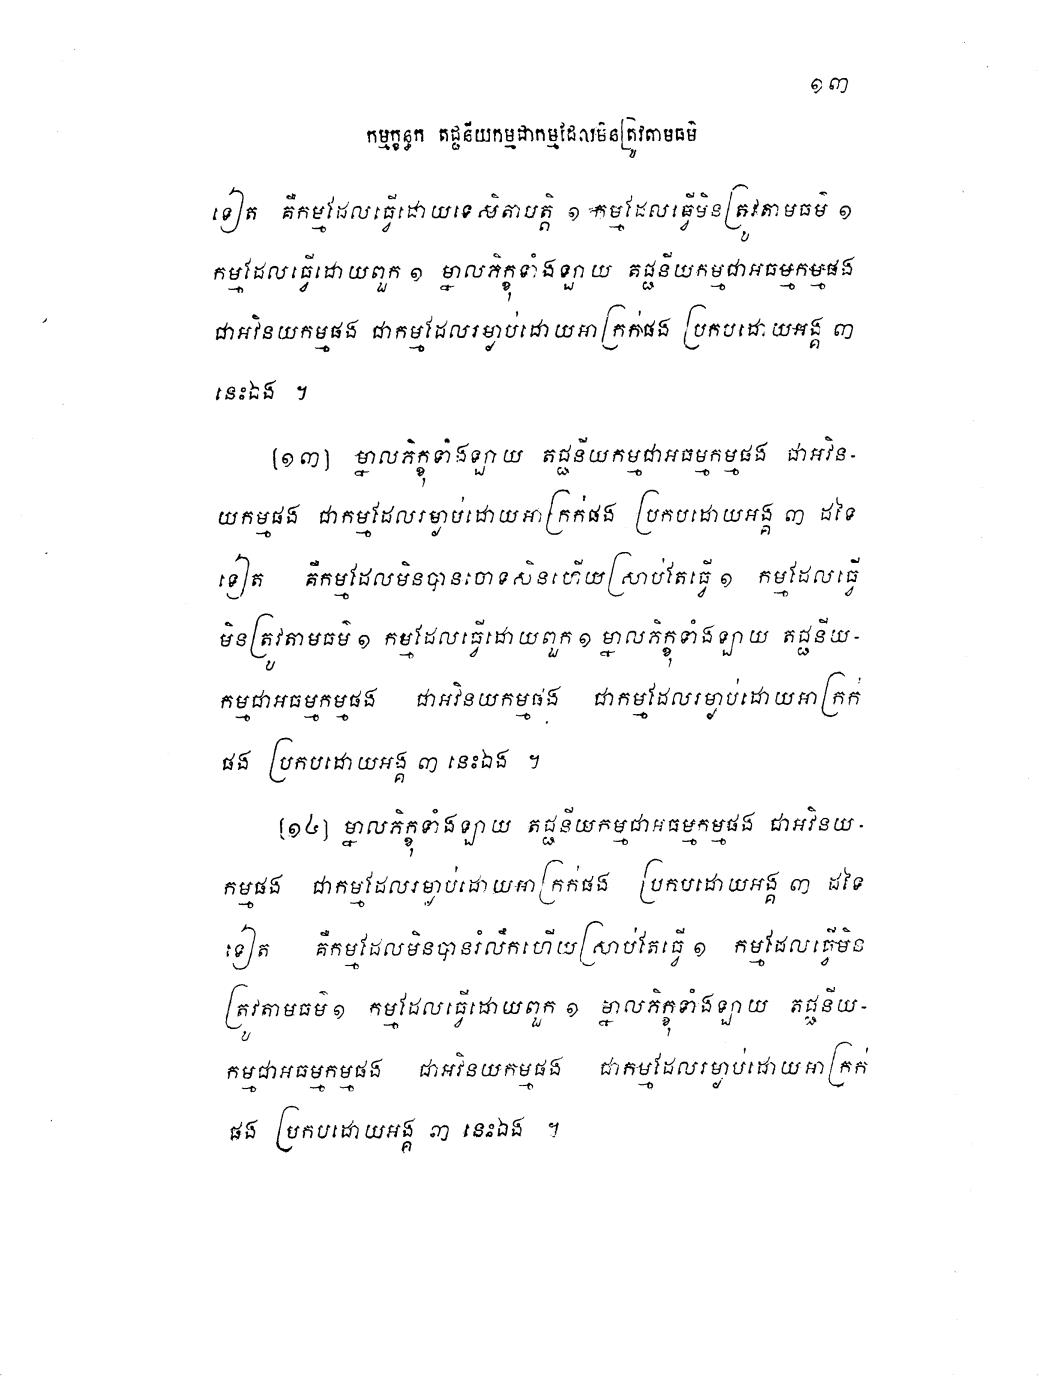 ១៣
កម្មក្ខន្ធក តជ្ជនីយកម្មជាកម្មដែលមិនត្រូវតាមធម៌
ទៀត គឺកម្មដែលធ្វើដោយទេសិតាបត្តិ ១ កម្មដែលធ្វើមិនត្រូវតាមធម៌ ១
កម្មដែលធ្វើដោយពួក ១ ម្នាលភិក្ខុទាំងឡាយ តជ្ជនីយកម្មជាអធម្មកម្មផង
ជាអវិនយកម្មផង ជាកម្មដែលរម្ងាប់ដោយអាក្រក់ផង ប្រកបដោយអង្គ ៣
នេះឯង ។
[១៣] ម្នាលភិក្ខុទាំងឡាយ តជ្ជនីយកម្មជាអធម្មកម្មផង ជាអវិន-
យកម្មផង ជាកម្មដែលរម្ងាប់ដោយអាក្រក់ផង ប្រកបដោយអង្គ ៣ ដទៃ
ទៀត គឺកម្មដែលមិនបានចោទសិនហើយស្រាប់តែធ្វើ ១ កម្មដែលធ្វើ
មិនត្រូវតាមធម៌ ១ កម្មដែលធ្វើដោយពួក ១ ម្នាលភិក្ខុទាំងឡាយ តជ្ជនីយ-
កម្មជាអធម្មកម្មផង ជាអវិនយកម្មផង ជាកម្មដែលរម្ងាប់ដោយអាក្រក់
ផង ប្រកបដោយអង្គ ៣ នេះឯង ។
[១៤] ម្នាលភិក្ខុទាំងឡាយ តជ្ជនីយកម្មជាអធម្មកម្មផង ជាអវិនយ-
កម្មផង ជាកម្មដែលរម្ងាប់ដោយអាក្រក់ផង ប្រកបដោយអង្គ ៣ ដទៃ
ទៀត គឺកម្មដែលមិនបានរំលឹកហើយស្រាប់តែធ្វើ ១ កម្មដែលធ្វើមិន
ត្រូវតាមធម៌ ១ កម្មដែលធ្វើដោយពួក ១ ម្នាលភិក្ខុទាំងឡាយ តជ្ជនីយ-
កម្មជាអធម្មកម្មផង ជាអវិនយកម្មផង ជាកម្មដែលរម្ងាប់ដោយអាក្រក់
ផង ប្រកបដោយអង្គ ៣ នេះឯង ។